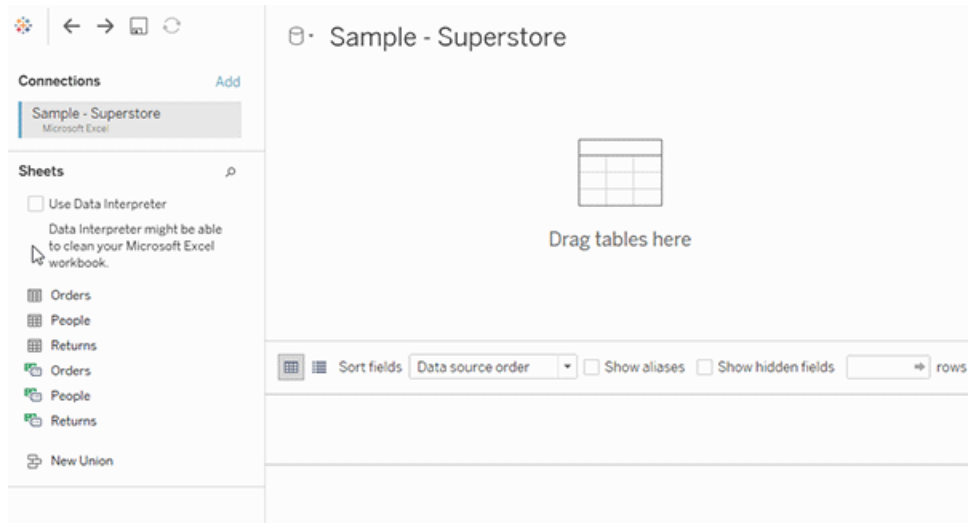 Sample - Superstore
Connections
Add
Sample - Superstore
Microsoft Excel
Sheets
Use Data Interpreter
Data Interpreter might be able
to clean your Microsoft Excel
workbook.
Orders
People
Returns
Orders
People
Returns
New Union
Drag tables here
Sort fields Data source order Show aliases Show hidden fields rows